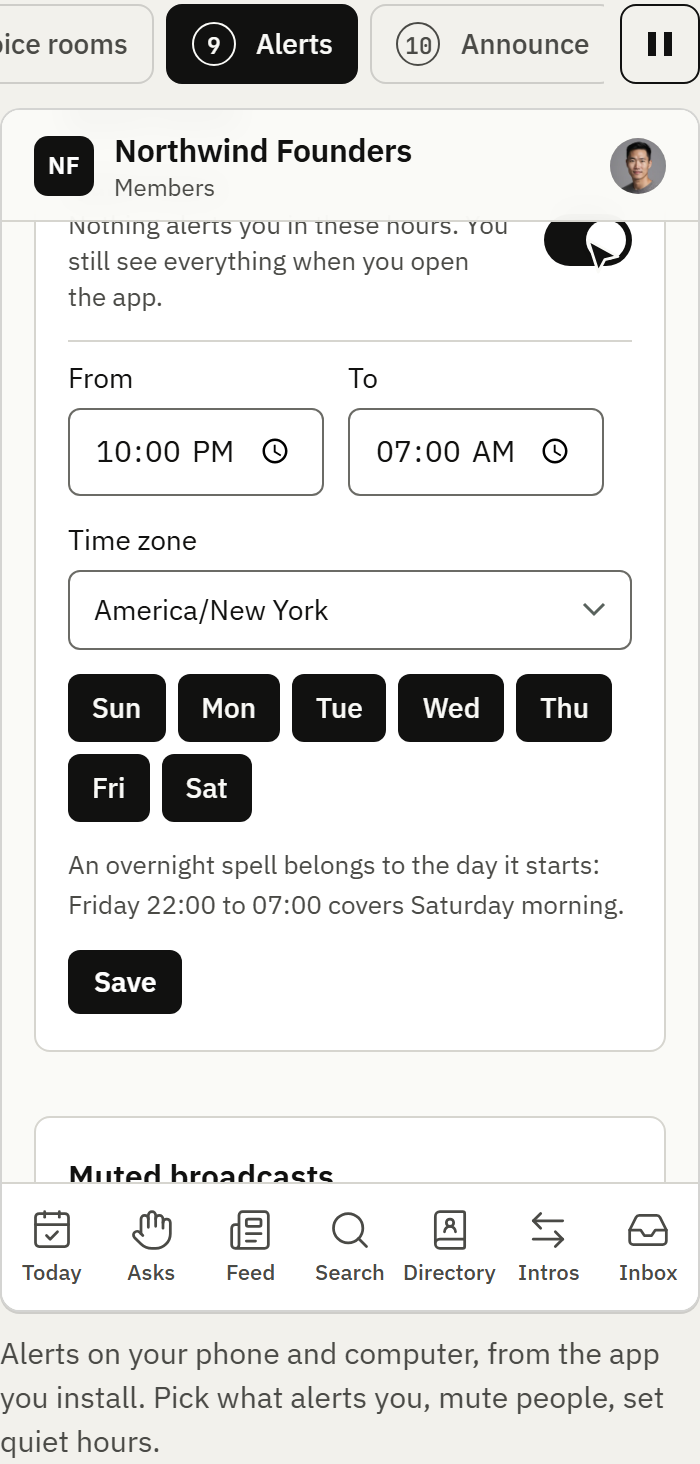 ice rooms
9 Alerts
10 Announce
NF
Northwind Founders
Members
Nothing alerts you in these hours. You
still see everything when you open
the app.
From
To
10:00 PM
07:00 AM
Time zone
America/New York
Sun Mon Tue Wed Thu
Fri Sat
An overnight spell belongs to the day it starts:
Friday 22:00 to 07:00 covers Saturday morning.
Save
Muted broadcasts
Today Asks Feed Search Directory Intros Inbox
Alerts on your phone and computer, from the app
you install. Pick what alerts you, mute people, set
quiet hours.